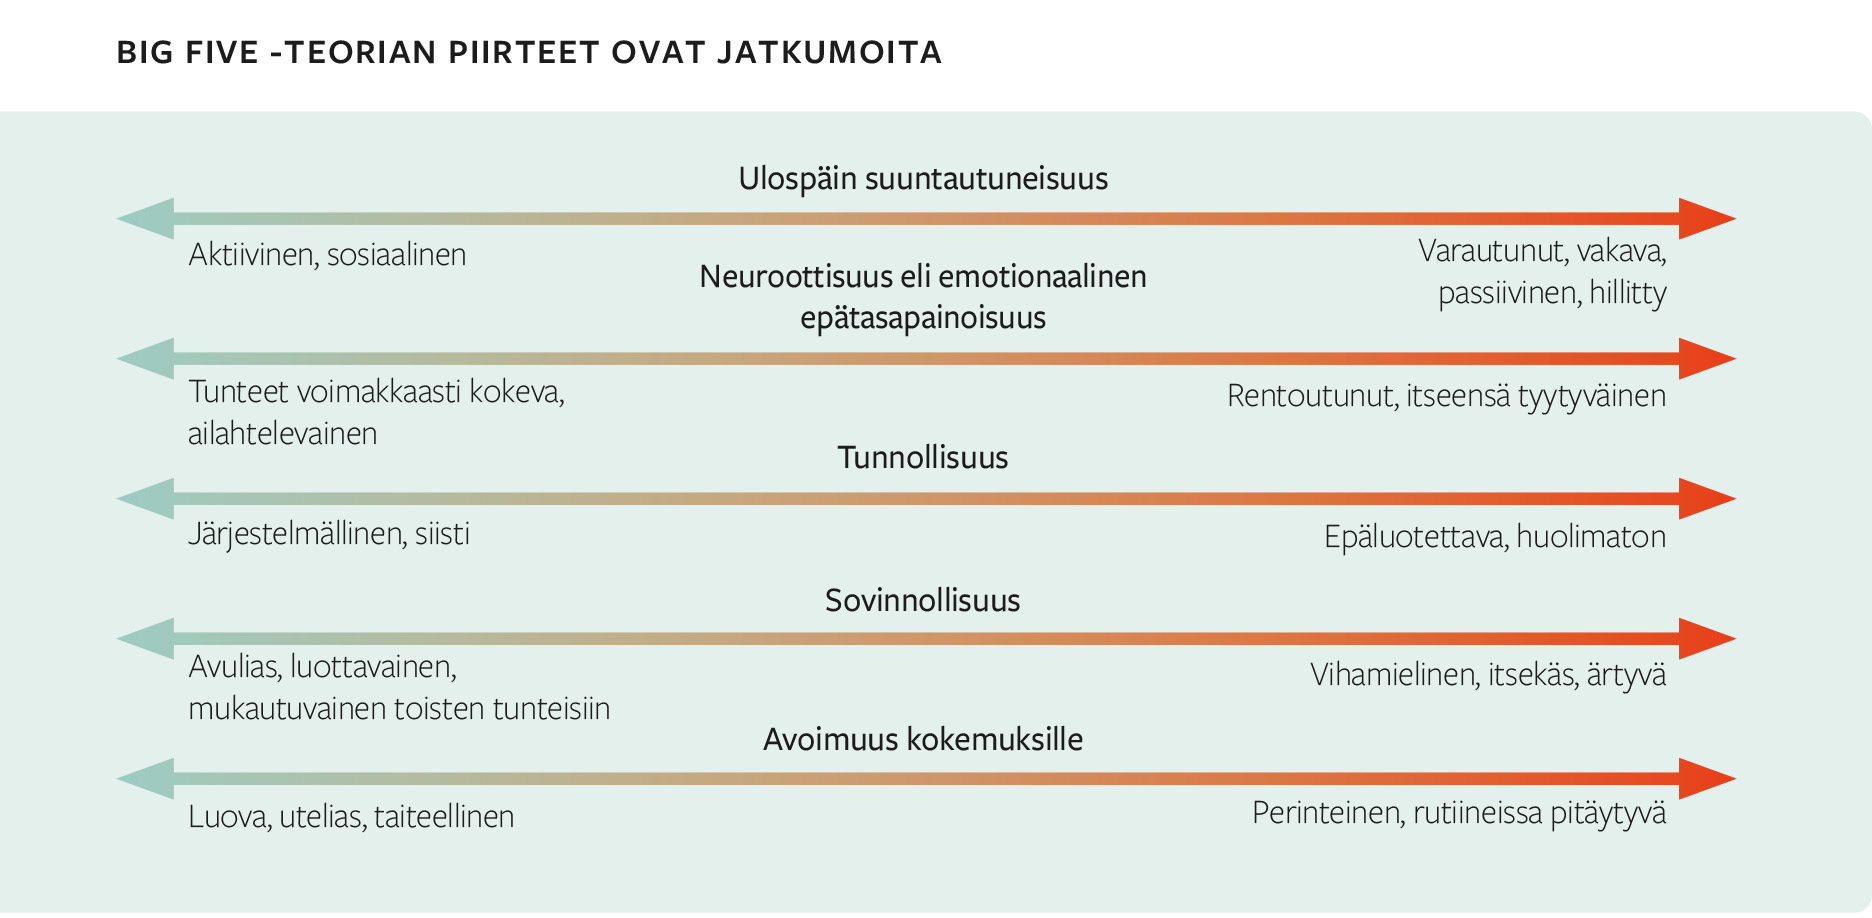 BIG FIVE -TEORIAN PIIRTEET OVAT JATKUMOITA
Ulospäin suuntautuneisuus
Aktiivinen, sosiaalinen
Varautunut, vakava,
passiivinen, hillitty
Neuroottisuus eli emotionaalinen
epätasapainoisuus
Tunteet voimakkaasti kokeva,
ailahtelevainen
Rentoutunut, itseensä tyytyväinen
Tunnollisuus
Järjestelmällinen, siisti
Epäluotettava, huolimaton
Sovinnollisuus
Avulias, luottavainen,
mukautuvainen toisten tunteisiin
Vihamielinen, itsekäs, ärtyvä
Avoimuus kokemuksille
Luova, utelias, taiteellinen
Perinteinen, rutiineissa pitäytyvä